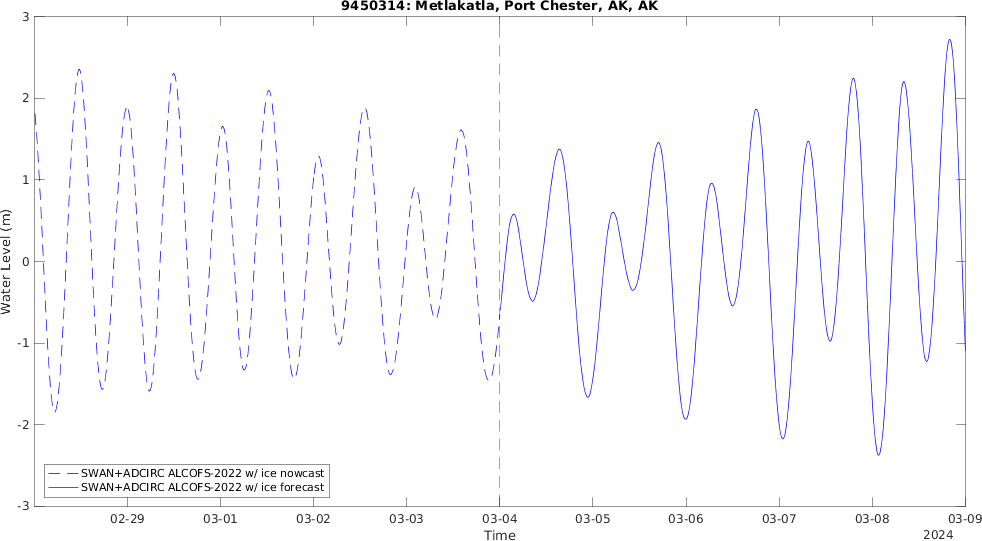 9450314: Metlakatla, Port Chester, AK, AK
3
2
1
0
-1
-2
-3
Water Level (m)
SWAN+ADCIRC ALCOFS-2022 w/ ice nowcast
SWAN+ADCIRC ALCOFS-2022 w/ ice forecast
02-29 03-01 03-02 03-03 03-04 03-05 03-06 03-07 03-08 03-09
Time
2024